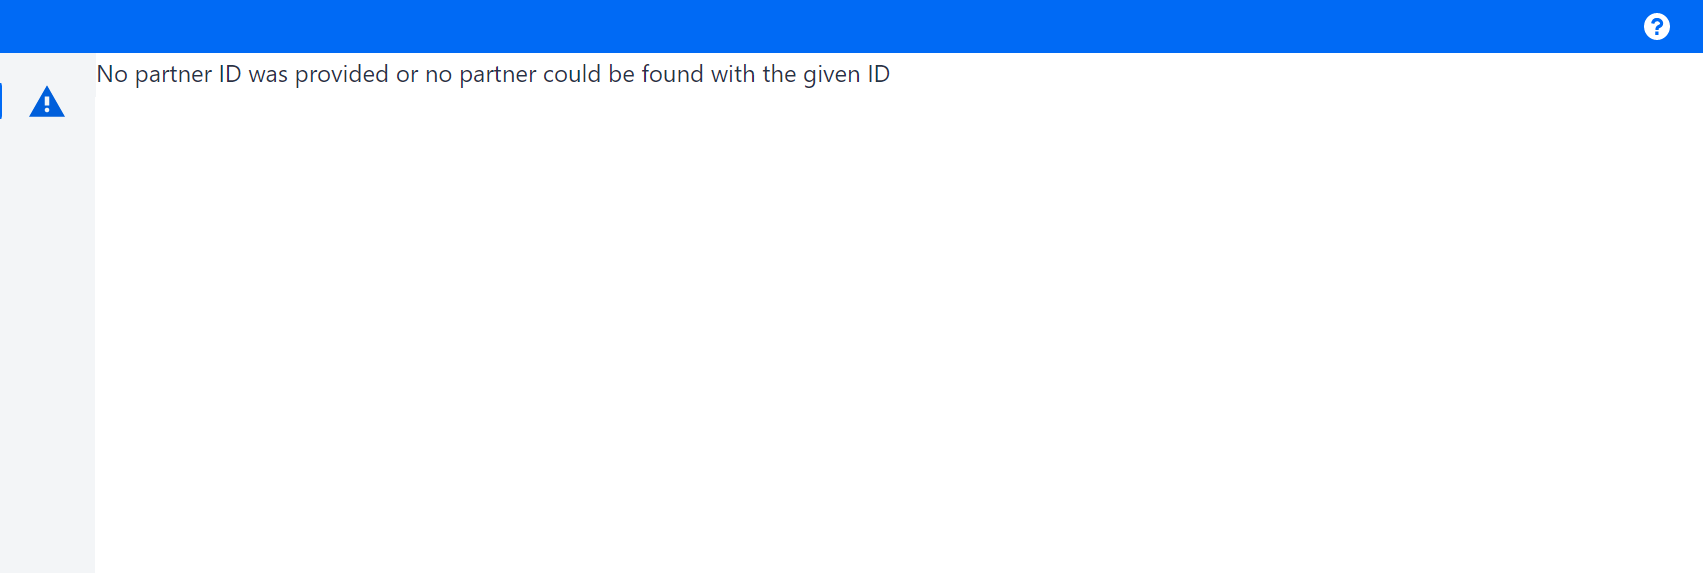 No partner ID was provided or no partner could be found with the given ID